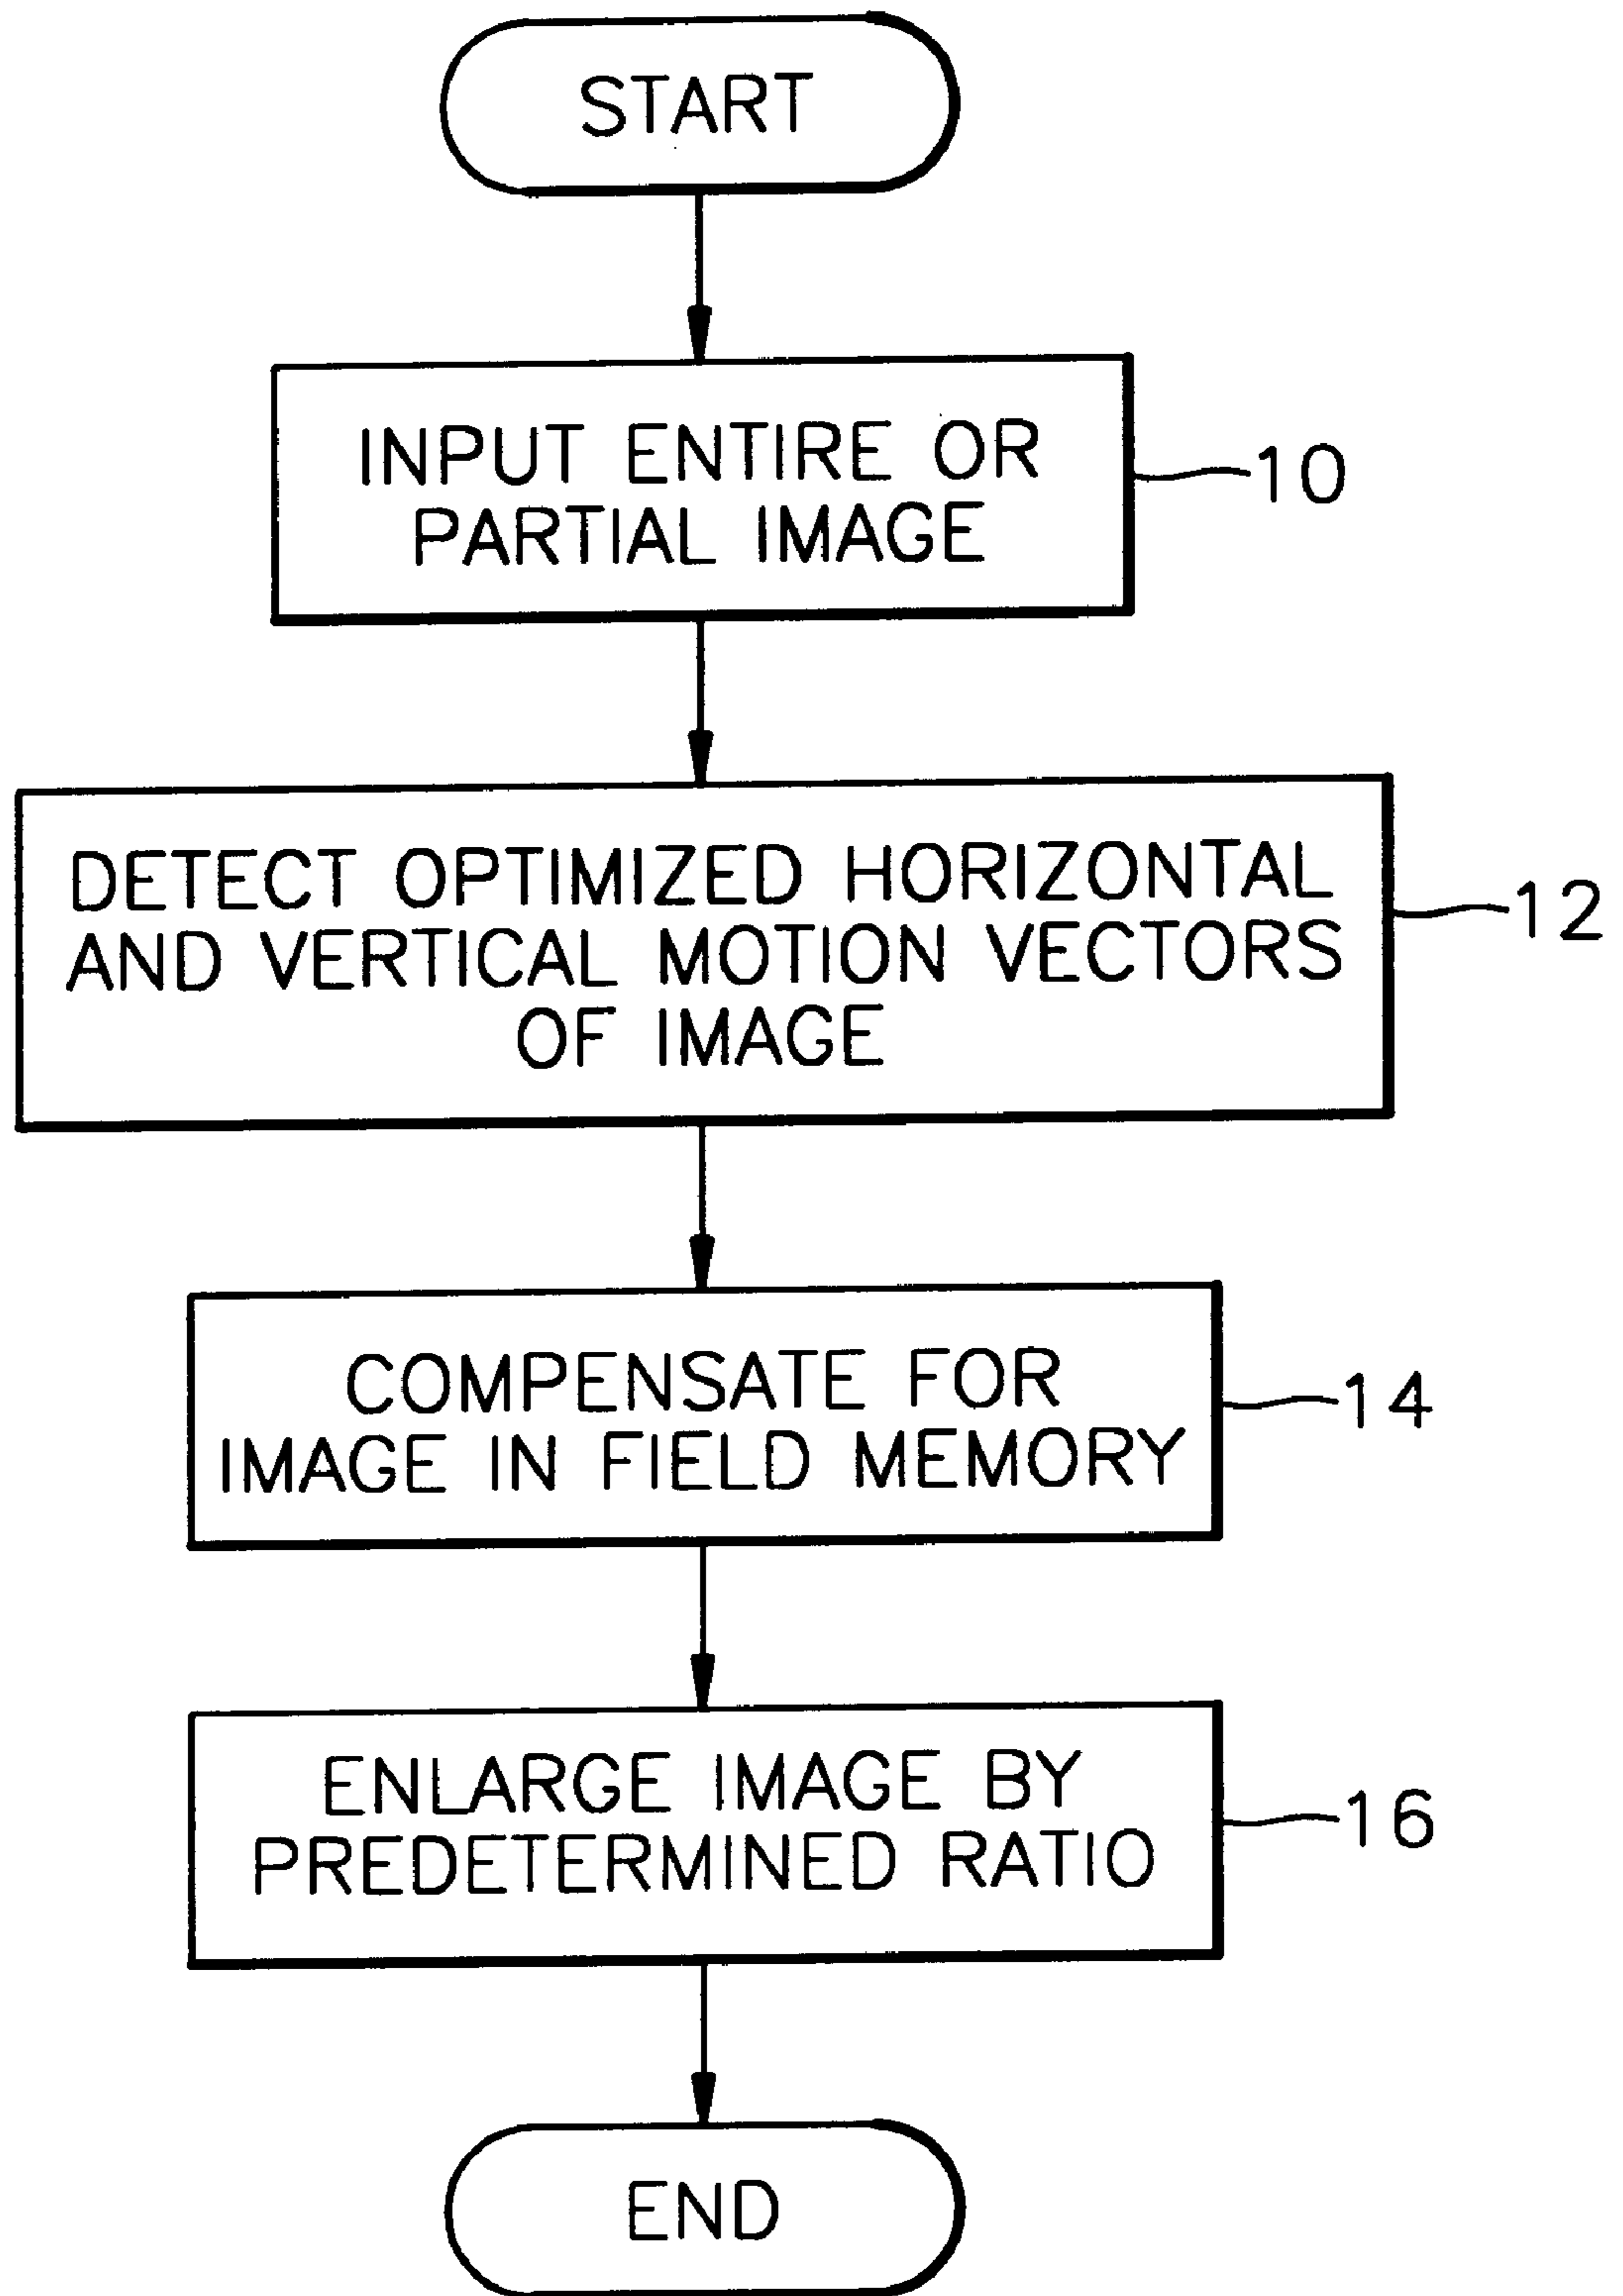 START
INPUT ENTIRE OR
PARTIAL IMAGE
10
DETECT OPTIMIZED HORIZONTAL
AND VERTICAL MOTION VECTORS
OF IMAGE
12
COMPENSATE FOR
IMAGE IN FIELD MEMORY
14
ENLARGE IMAGE BY
PREDETERMINED RATIO
16
END